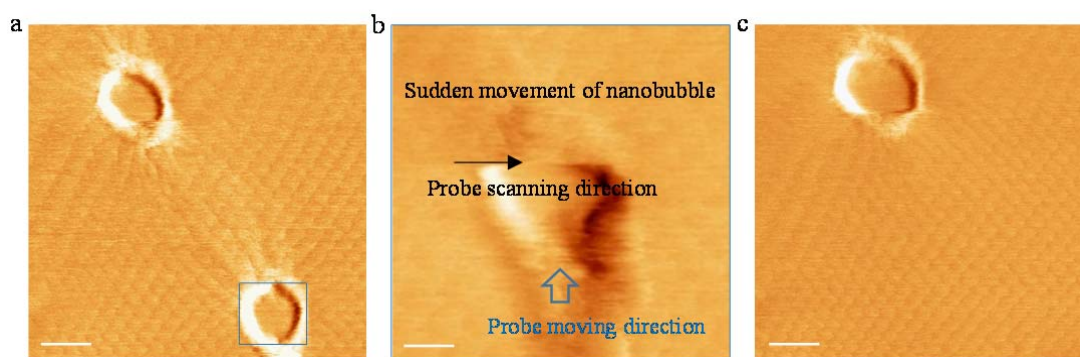 a
b
c
Sudden movement of nanobubble
Probe scanning direction
Probe moving direction